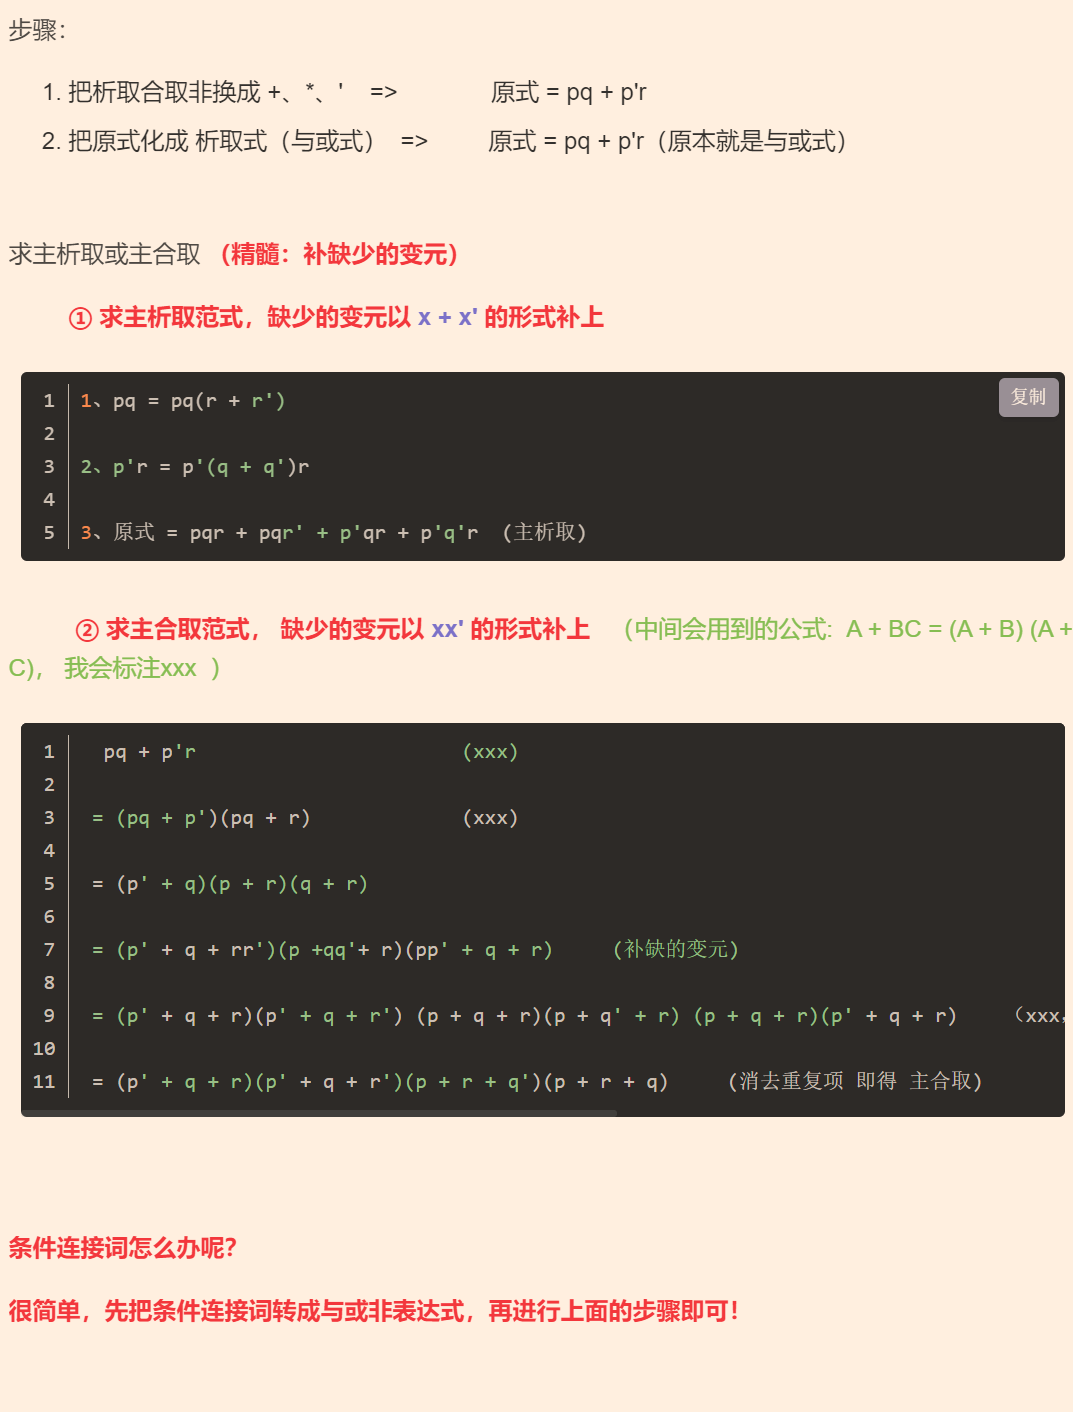 步骤：
1. 把析取合取非换成 +、*、' => 原式 = pq + p'r
2. 把原式化成 析取式（与或式） => 原式 = pq + p'r（原本就是与或式）
求主析取或主合取 （精髓：补缺少的变元）
① 求主析取范式，缺少的变元以 x + x' 的形式补上
复制
1 1、pq = pq(r + r')
2
3 2、p'r = p'(q + q')r
4
5 3、原式 = pqr + pqr' + p'qr + p'q'r (主析取)
② 求主合取范式， 缺少的变元以 xx' 的形式补上 （中间会用到的公式: A + BC = (A + B) (A +
C)， 我会标注xxx ）
1 pq + p'r (xxx)
2
3 = (pq + p')(pq + r) (xxx)
4
5 = (p' + q)(p + r)(q + r)
6
7 = (p' + q + rr')(p +qq'+ r)(pp' + q + r) (补缺的变元)
8
9 = (p' + q + r)(p' + q + r') (p + q + r)(p + q' + r) (p + q + r)(p' + q + r) （xxx，
10
11 = (p' + q + r)(p' + q + r')(p + r + q')(p + r + q) (消去重复项 即得 主合取)
条件连接词怎么办呢？
很简单，先把条件连接词转成与或非表达式，再进行上面的步骤即可！